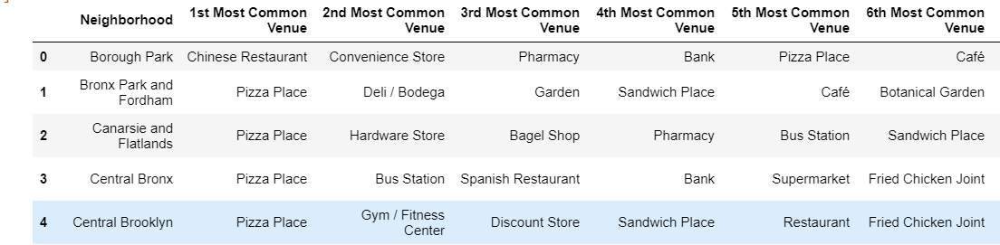 Neighborhood 1st Most Common Venue 2nd Most Common Venue 3rd Most Common Venue 4th Most Common Venue 5th Most Common Venue 6th Most Common Venue
0 Borough Park Chinese Restaurant Convenience Store Pharmacy Bank Pizza Place Café
1 Bronx Park and Fordham Pizza Place Deli / Bodega Garden Sandwich Place Café Botanical Garden
2 Canarsie and Flatlands Pizza Place Hardware Store Bagel Shop Pharmacy Bus Station Sandwich Place
3 Central Bronx Pizza Place Bus Station Spanish Restaurant Bank Supermarket Fried Chicken Joint
4 Central Brooklyn Pizza Place Gym / Fitness Center Discount Store Sandwich Place Restaurant Fried Chicken Joint